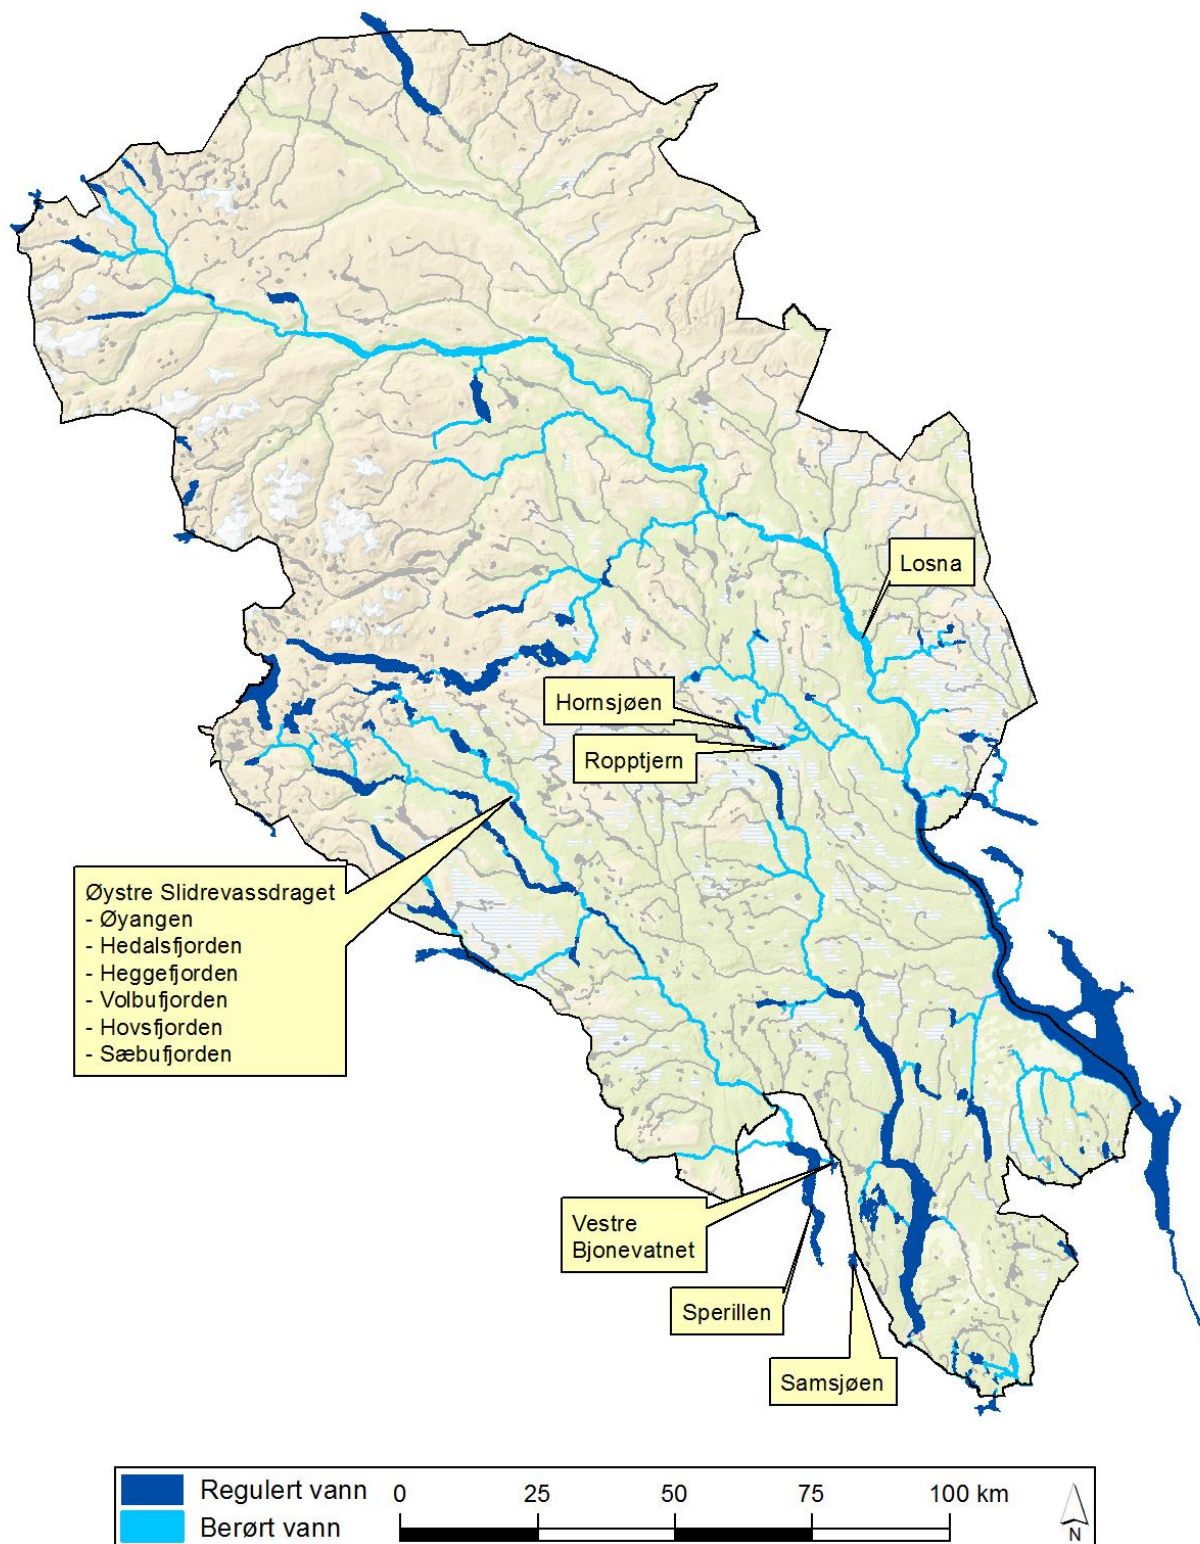 Losna
Hornsjøen
Ropptjern
Øystre Slidrevassdraget
- Øyangen
- Hedalsfjorden
- Heggefjorden
- Volbufjorden
- Hovsfjorden
- Sæbufjorden
Vestre
Bjonevatnet
Sperillen
Samsjøen
Regulert vann
Berørt vann
0 25 50 75 100 km
N